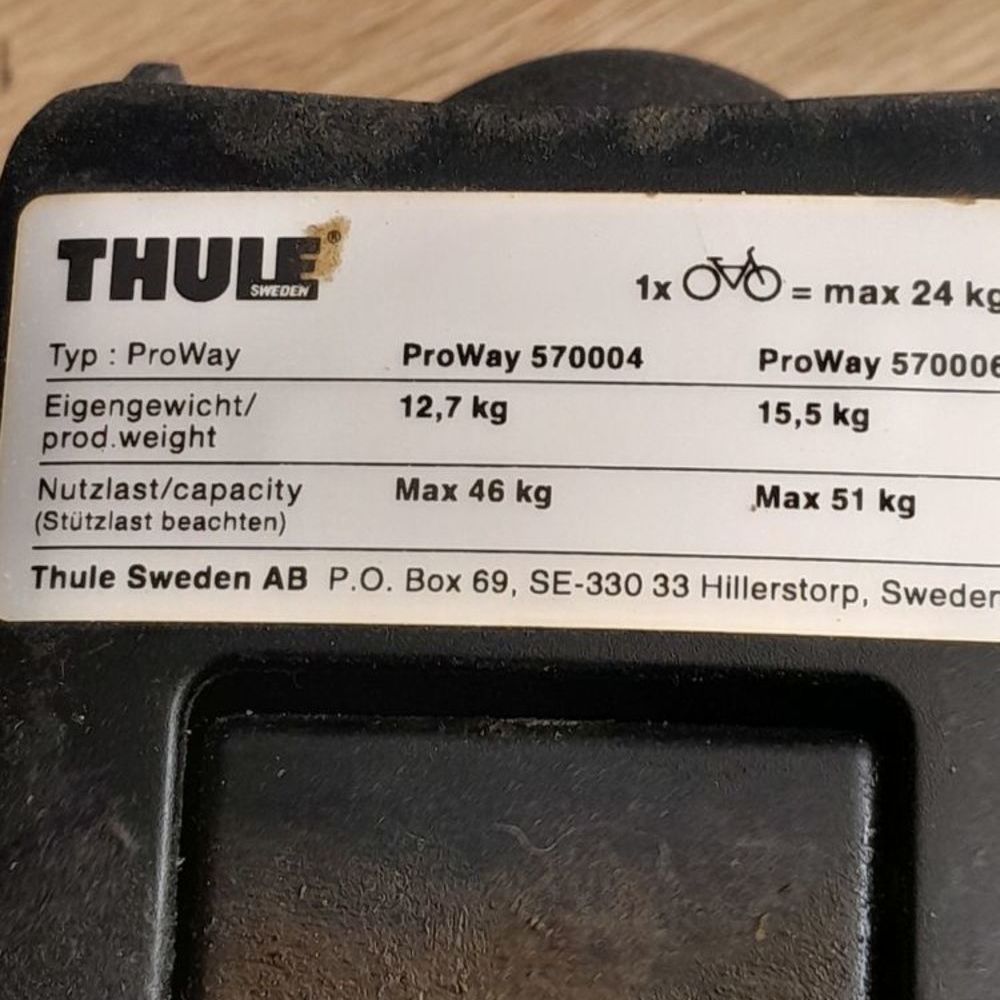 THULE®
SWEDEN
1x = max 24 kg
Typ : ProWay ProWay 570004 ProWay 570006
Eigengewicht/ 12,7 kg 15,5 kg
prod.weight
Nutzlast/capacity Max 46 kg Max 51 kg
(Stützlast beachten)
Thule Sweden AB P.O. Box 69, SE-330 33 Hillerstorp, Sweden